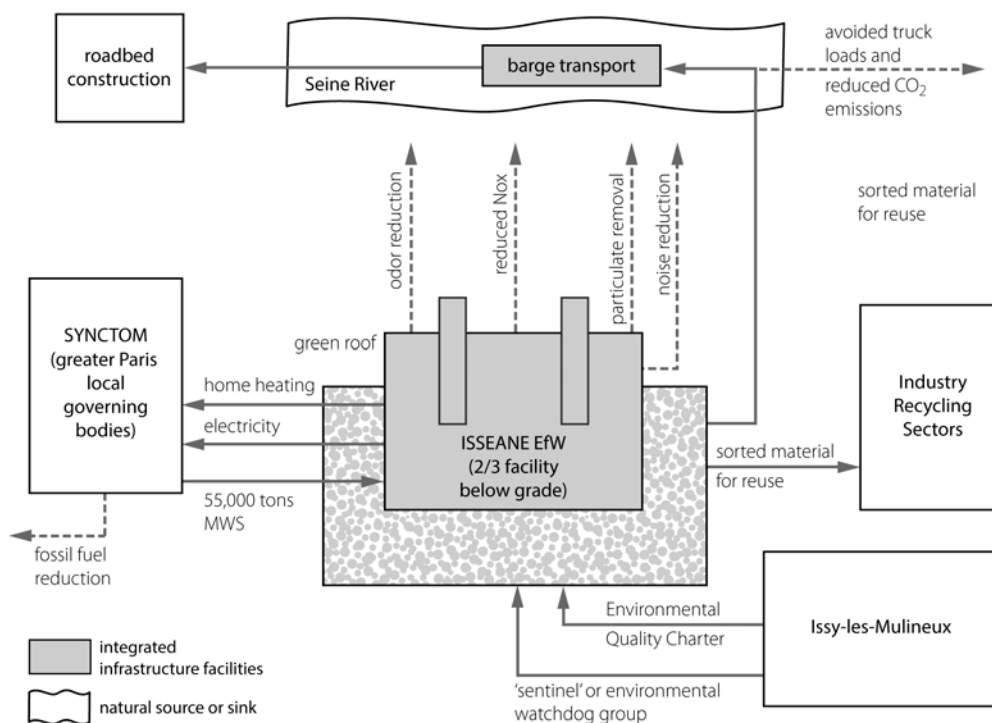 roadbed
construction
Seine River
barge transport
avoided truck
loads and
reduced CO2
emissions
odor reduction
reduced Nox
particulate removal
noise reduction
sorted material
for reuse
SYNCTOM
(greater Paris
local
governing
bodies)
green roof
home heating
electricity
55,000 tons
MWS
fossil fuel
reduction
ISSEANE EfW
(2/3 facility
below grade)
Industry
Recycling
Sectors
sorted material
for reuse
Environmental
Quality Charter
Issy-les-Mulineux
'sentinel' or environmental
watchdog group
integrated
infrastructure facilities
natural source or sink